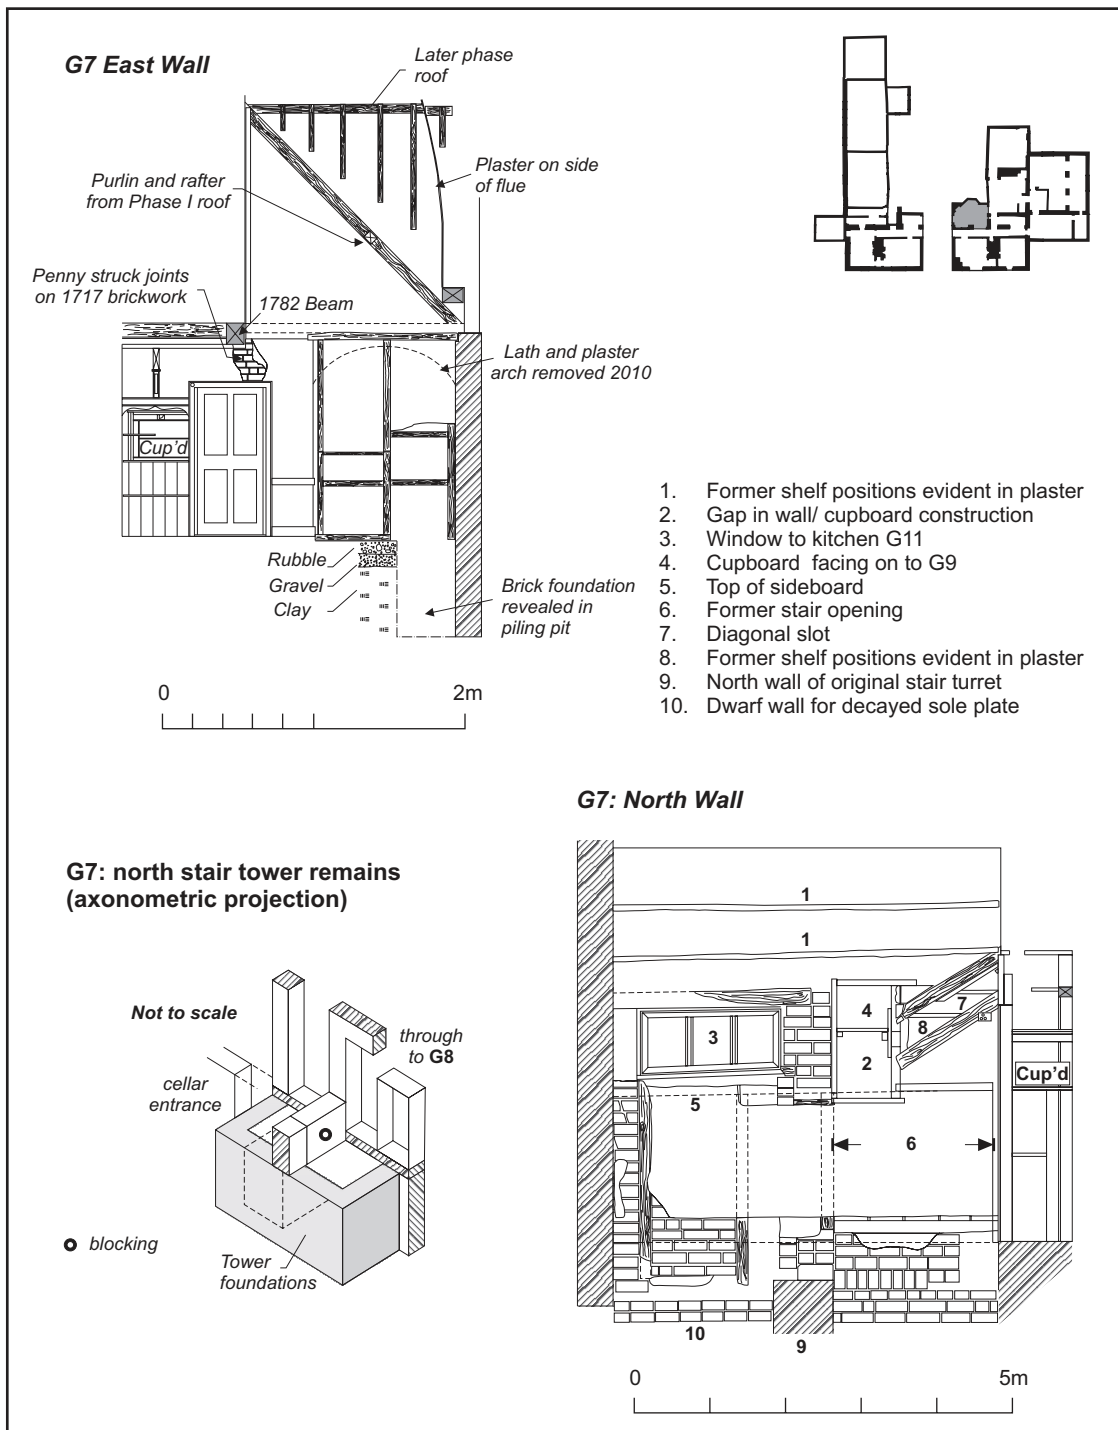 G7 East Wall
Later phase
roof
Purlin and rafter
from Phase I roof
Plaster on side
of flue
Penny struck joints
on 1717 brickwork
1782 Beam
Lath and plaster
arch removed 2010
Cup’d
Rubble
Gravel
Clay
Brick foundation
revealed in
piling pit
0 2m
1. Former shelf positions evident in plaster
2. Gap in wall/ cupboard construction
3. Window to kitchen G11
4. Cupboard facing on to G9
5. Top of sideboard
6. Former stair opening
7. Diagonal slot
8. Former shelf positions evident in plaster
9. North wall of original stair turret
10. Dwarf wall for decayed sole plate
G7: north stair tower remains
(axonometric projection)
Not to scale
through
to G8
cellar
entrance
blocking
Tower
foundations
G7: North Wall
1
1
4
7
3
8
2
Cup’d
5
6
10
9
0 5m